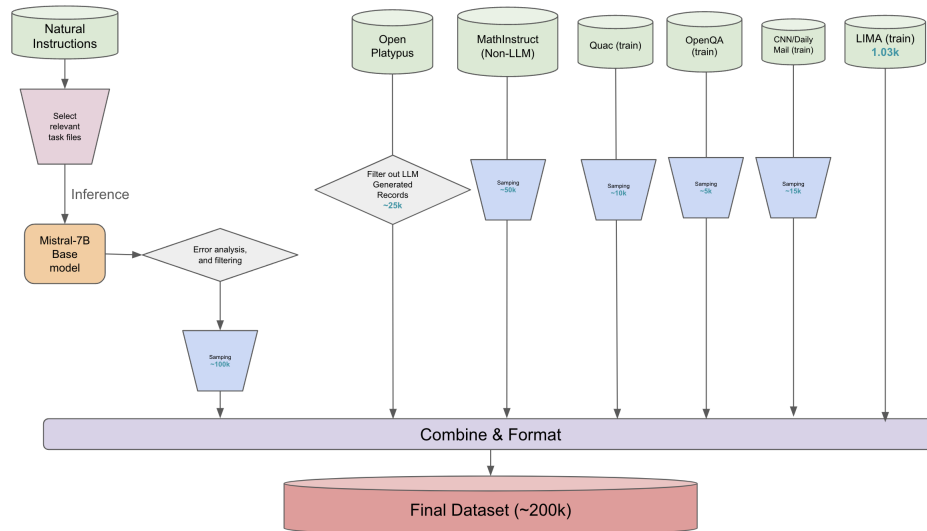 Natural
Instructions
Open
Platypus
MathInstruct
(Non-LLM)
Quac (train)
OpenQA
(train)
CNN/Daily
Mail (train)
LIMA (train)
1.03k
Select
relevant
task files
Inference
Filter out LLM
Generated
Records
~25k
Samping
~50k
Samping
~10k
Samping
~5k
Samping
~15k
Mistral-7B
Base
model
Error analysis,
and filtering
Samping
~100k
Combine & Format
Final Dataset (~200k)